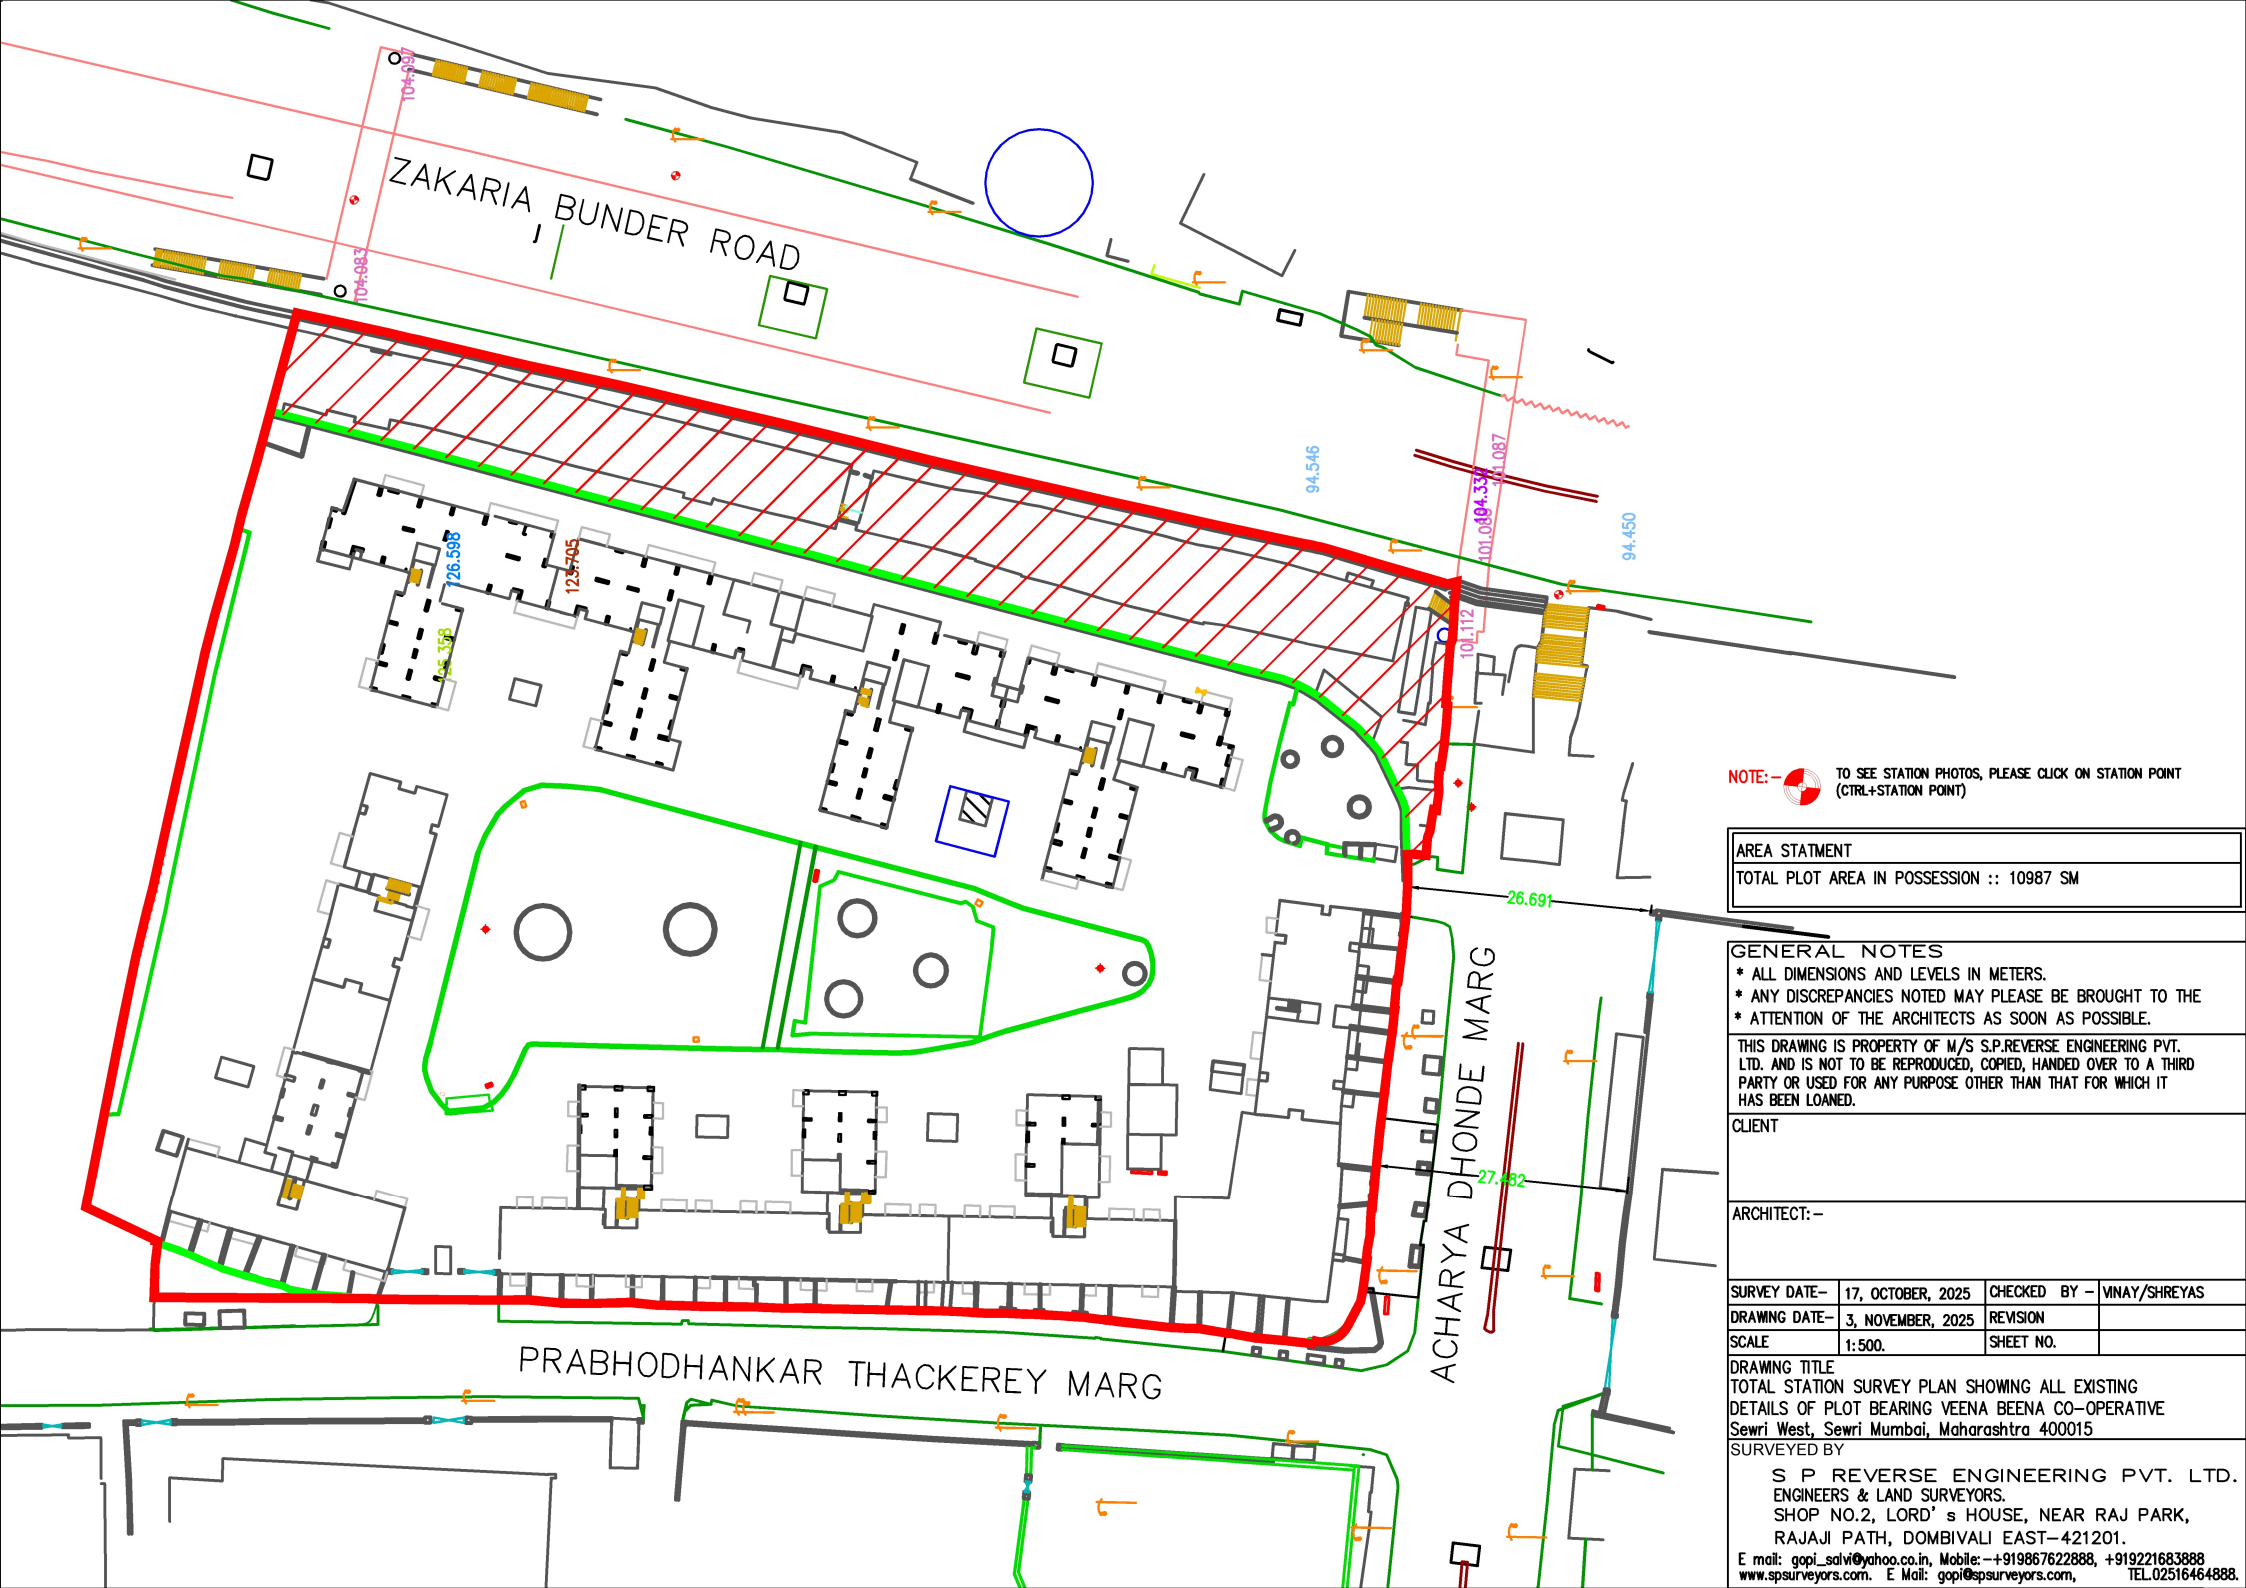 104.097
ZAKARIA BUNDER ROAD
104.083
94.546
101.087
104.332
94.450
126.598
123.705
125.358
101.112
NOTE:-
TO SEE STATION PHOTOS, PLEASE CLICK ON STATION POINT
(CTRL+STATION POINT)
AREA STATMENT
TOTAL PLOT AREA IN POSSESSION :: 10987 SM
26.691
27.482
ACHARYA DHONDE MARG
PRABHODHANKAR THACKEREY MARG
GENERAL NOTES
* ALL DIMENSIONS AND LEVELS IN METERS.
* ANY DISCREPANCIES NOTED MAY PLEASE BE BROUGHT TO THE
* ATTENTION OF THE ARCHITECTS AS SOON AS POSSIBLE.
THIS DRAWING IS PROPERTY OF M/S S.P.REVERSE ENGINEERING PVT.
LTD. AND IS NOT TO BE REPRODUCED, COPIED, HANDED OVER TO A THIRD
PARTY OR USED FOR ANY PURPOSE OTHER THAN THAT FOR WHICH IT
HAS BEEN LOANED.
CLIENT
ARCHITECT:-
SURVEY DATE- 17, OCTOBER, 2025 CHECKED BY - VINAY/SHREYAS
DRAWING DATE- 3, NOVEMBER, 2025 REVISION
SCALE 1:500. SHEET NO.
DRAWING TITLE
TOTAL STATION SURVEY PLAN SHOWING ALL EXISTING
DETAILS OF PLOT BEARING VEENA BEENA CO-OPERATIVE
Sewri West, Sewri Mumbai, Maharashtra 400015
SURVEYED BY
S P REVERSE ENGINEERING PVT. LTD.
ENGINEERS & LAND SURVEYORS.
SHOP NO.2, LORD's HOUSE, NEAR RAJ PARK,
RAJAJI PATH, DOMBIVALI EAST-421201.
E mail: gopi_salvi@yahoo.co.in, Mobile:-+919867622888, +919221683888
www.spsurveyors.com. E Mail: gopi@spsurveyors.com, TEL.02516464888.